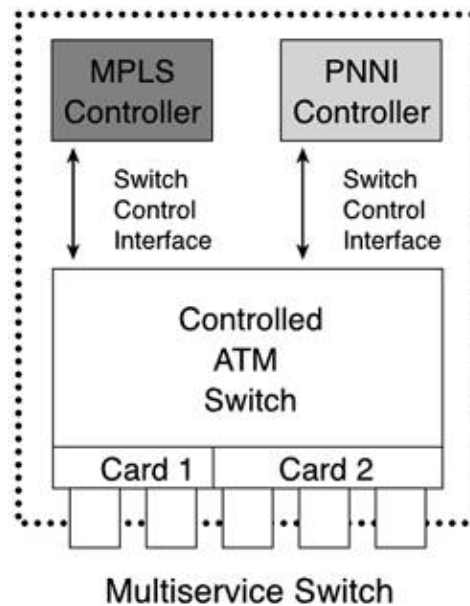 MPLS
Controller
PNNI
Controller
Switch
Control
Interface
Switch
Control
Interface
Controlled
ATM
Switch
Card 1
Card 2
Multiservice Switch